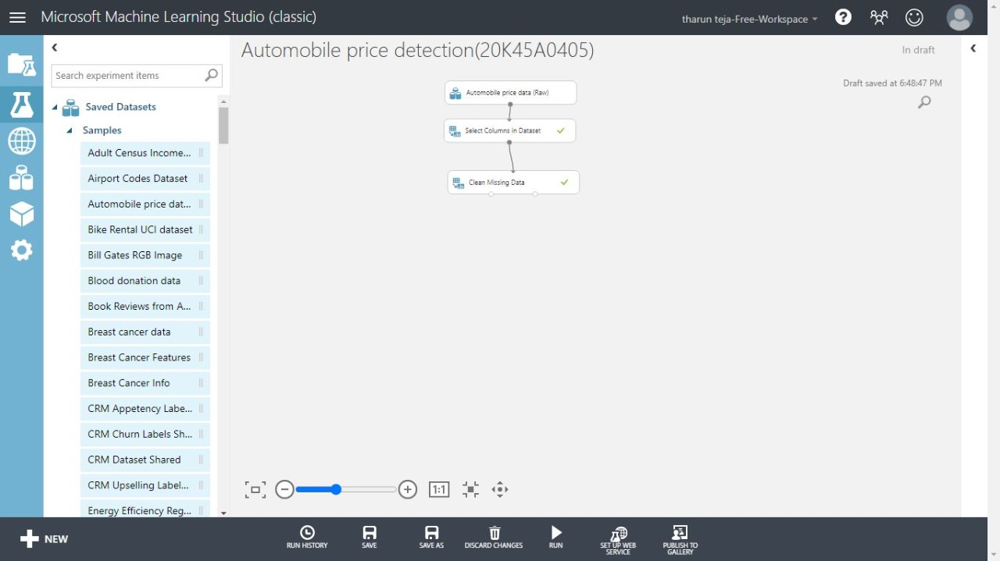 Microsoft Machine Learning Studio (classic)
tharun teja-Free-Workspace
?
Search experiment items
Saved Datasets
Samples
Adult Census Income...
Airport Codes Dataset
Automobile price dat...
Bike Rental UCI dataset
Bill Gates RGB Image
Blood donation data
Book Reviews from A...
Breast cancer data
Breast Cancer Features
Breast Cancer Info
CRM Appetency Labe...
CRM Churn Labels Sh...
CRM Dataset Shared
CRM Upselling Label...
Energy Efficiency Reg...
Automobile price detection(20K45A0405)
In draft
Draft saved at 6:48:47 PM
Automobile price data (Raw)
Select Columns in Dataset
Clean Missing Data
1:1
NEW
RUN HISTORY
SAVE
SAVE AS
DISCARD CHANGES
RUN
SET UP WEB
SERVICE
PUBLISH TO
GALLERY